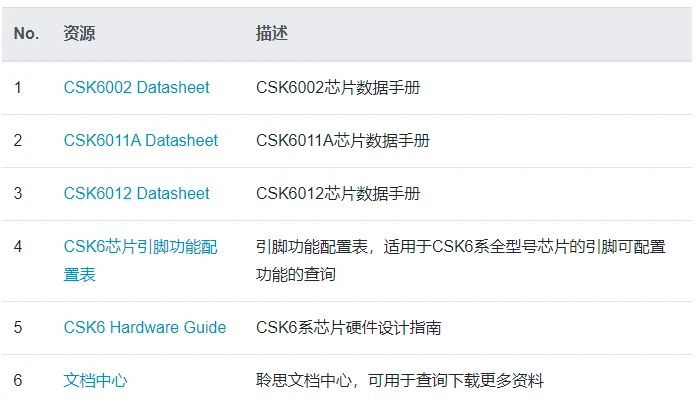 No. 资源 描述
1 CSK6002 Datasheet CSK6002芯片数据手册
2 CSK6011A Datasheet CSK6011A芯片数据手册
3 CSK6012 Datasheet CSK6012芯片数据手册
4 CSK6芯片引脚功能配 引脚功能配置表，适用于CSK6系全型号芯片的引脚可配置
置表 功能的查询
5 CSK6 Hardware Guide CSK6系芯片硬件设计指南
6 文档中心 聆思文档中心，可用于查询下载更多资料